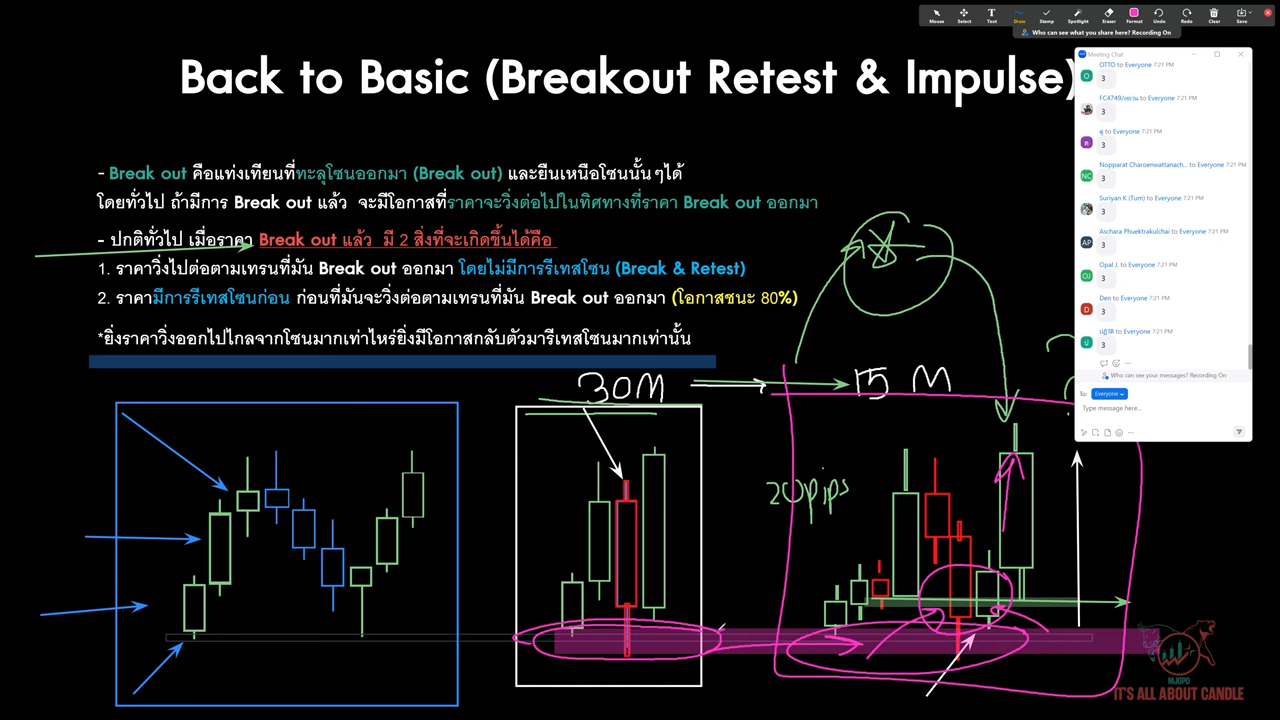 Mouse Select Text Draw Stamp Spotlight Eraser Format Undo Redo Clear Save
Who can see what you share here? Recording On
Back to Basic (Breakout Retest & Impulse)
- Break out คือแท่งเทียนที่ทะลุโซนออกมา (Break out) และยืนเหนือโซนนั้นๆได้
โดยทั่วไป ถ้ามีการ Break out แล้ว จะมีโอกาสที่ราคาจะวิ่งต่อไปในทิศทางที่ราคา Break out ออกมา
- ปกติทั่วไป เมื่อราคา Break out แล้ว มี 2 สิ่งที่จะเกิดขึ้นได้คือ
1. ราคาวิ่งไปต่อตามเทรนที่มัน Break out ออกมา โดยไม่มีการรีเทสโซน (Break & Retest)
2. ราคามีการรีเทสโซนก่อน ก่อนที่มันจะวิ่งต่อตามเทรนที่มัน Break out ออกมา (โอกาสชนะ 80%)
*ยิ่งราคาวิ่งออกไปไกลจากโซนมากเท่าไหร่ยิ่งมีโอกาสกลับตัวมารีเทสโซนมากเท่านั้น
30M
15 M
20pips
Meeting Chat
OTTO to Everyone 7:21 PM
O
3
to Everyone 7:21 PM
3
ดู to Everyone 7:21 PM
ด
3
Nopparat Charoenwattanach... to Everyone 7:21 PM
NC
3
Suriyan K (Tum) to Everyone 7:21 PM
3
Aschara Phuektrakulchai to Everyone 7:21 PM
AP
3
Opal J. to Everyone 7:21 PM
OJ
3
Den to Everyone 7:21 PM
D
3
to Everyone 7:21 PM
ป
3
Who can see your messages? Recording On
To: Everyone
Type message here...
MJOPO
IT'S ALL ABOUT CANDLE